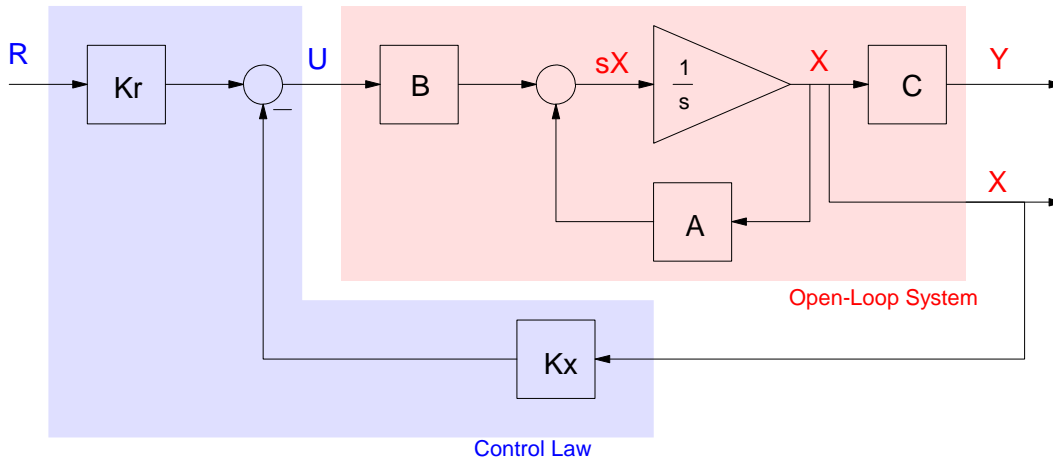 R
Kr
U
B
sX
1
s
X
C
Y
X
A
Open-Loop System
Kx
Control Law